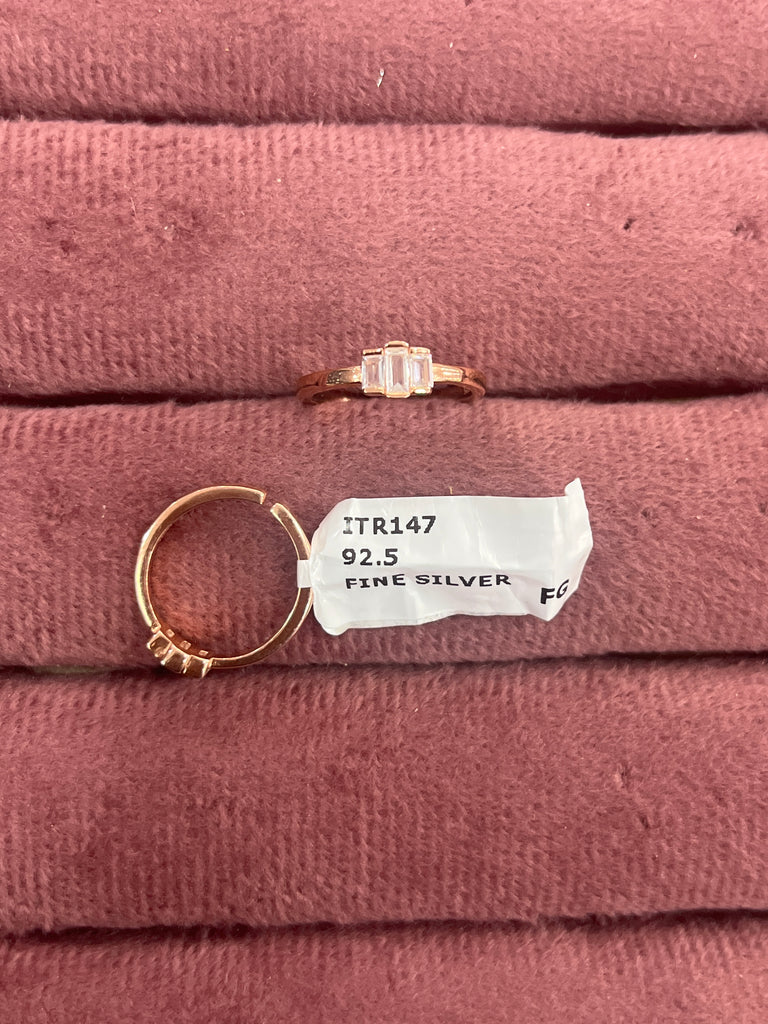 ITR147
92.5
FINE SILVER
FG